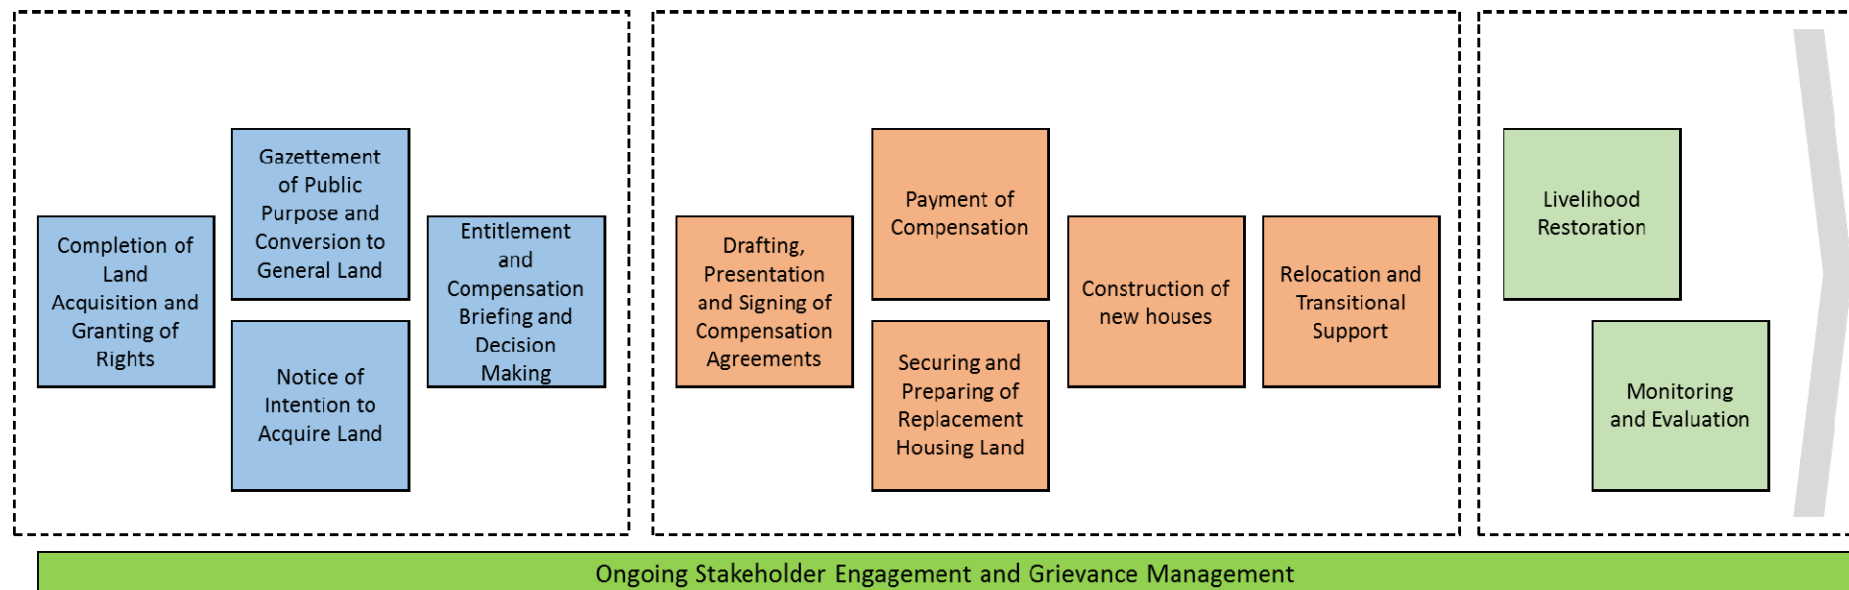 Completion of
Land
Acquisition and
Granting of
Rights
Gazettement
of Public
Purpose and
Conversion to
General Land
Notice of
Intention to
Acquire Land
Entitlement
and
Compensation
Briefing and
Decision
Making
Drafting,
Presentation
and Signing of
Compensation
Agreements
Payment of
Compensation
Securing and
Preparing of
Replacement
Housing Land
Construction of
new houses
Relocation and
Transitional
Support
Livelihood
Restoration
Monitoring
and Evaluation
Ongoing Stakeholder Engagement and Grievance Management